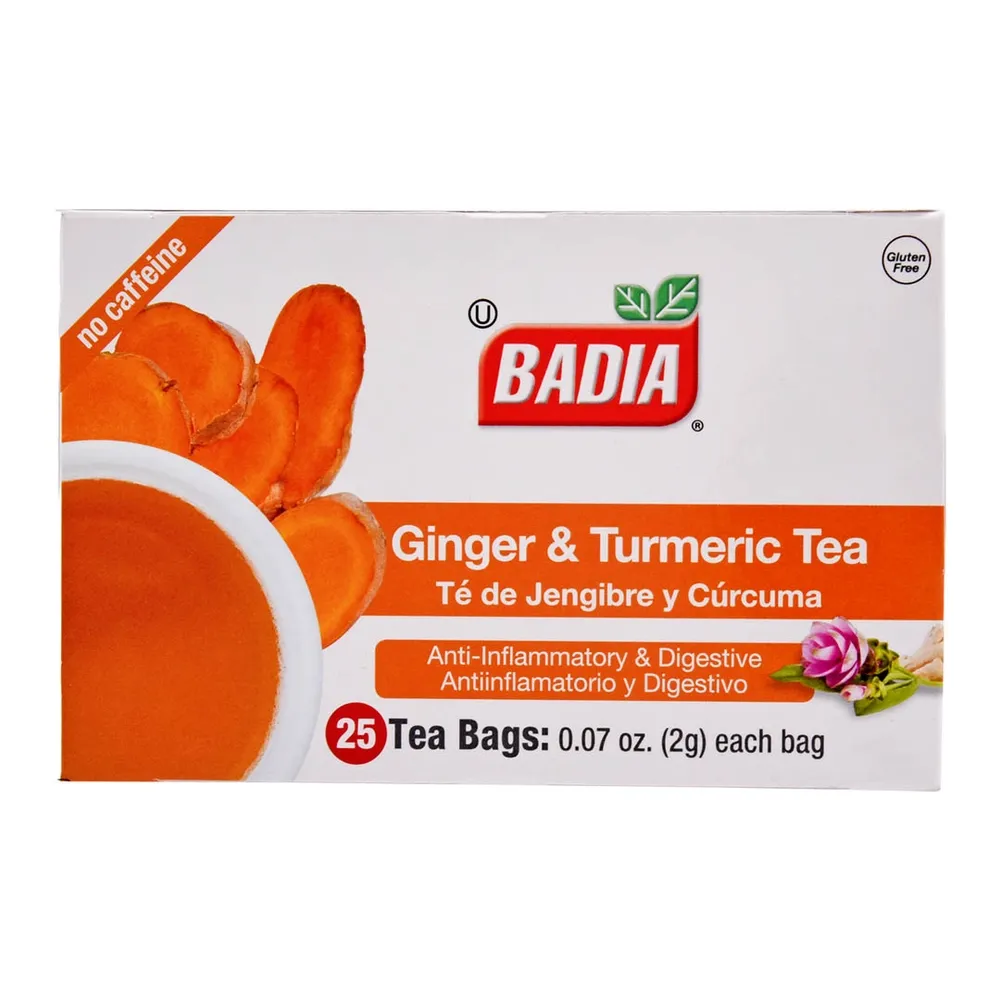 no caffeine
Gluten
Free
U
BADIA
®
Ginger & Turmeric Tea
Té de Jengibre y Cúrcuma
Anti-Inflammatory & Digestive
Antiinflamatorio y Digestivo
25 Tea Bags: 0.07 oz. (2g) each bag